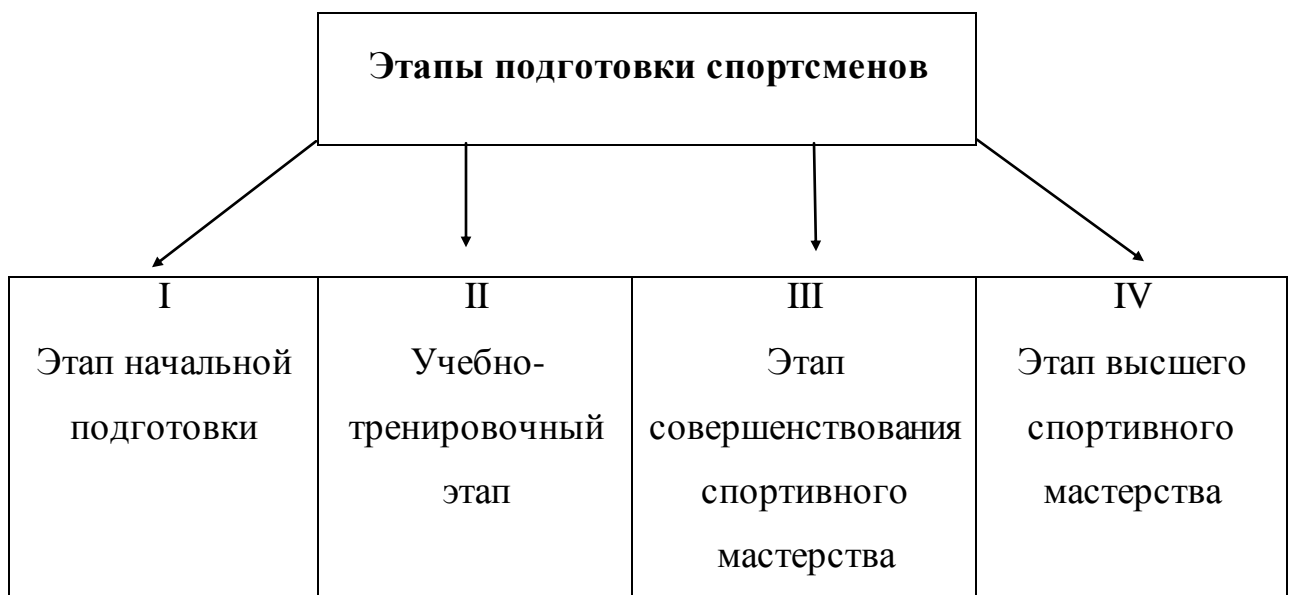 Этапы подготовки спортсменов
I
Этап начальной
подготовки
II
Учебно-
тренировочный
этап
III
Этап
совершенствования
спортивного
мастерства
IV
Этап высшего
спортивного
мастерства